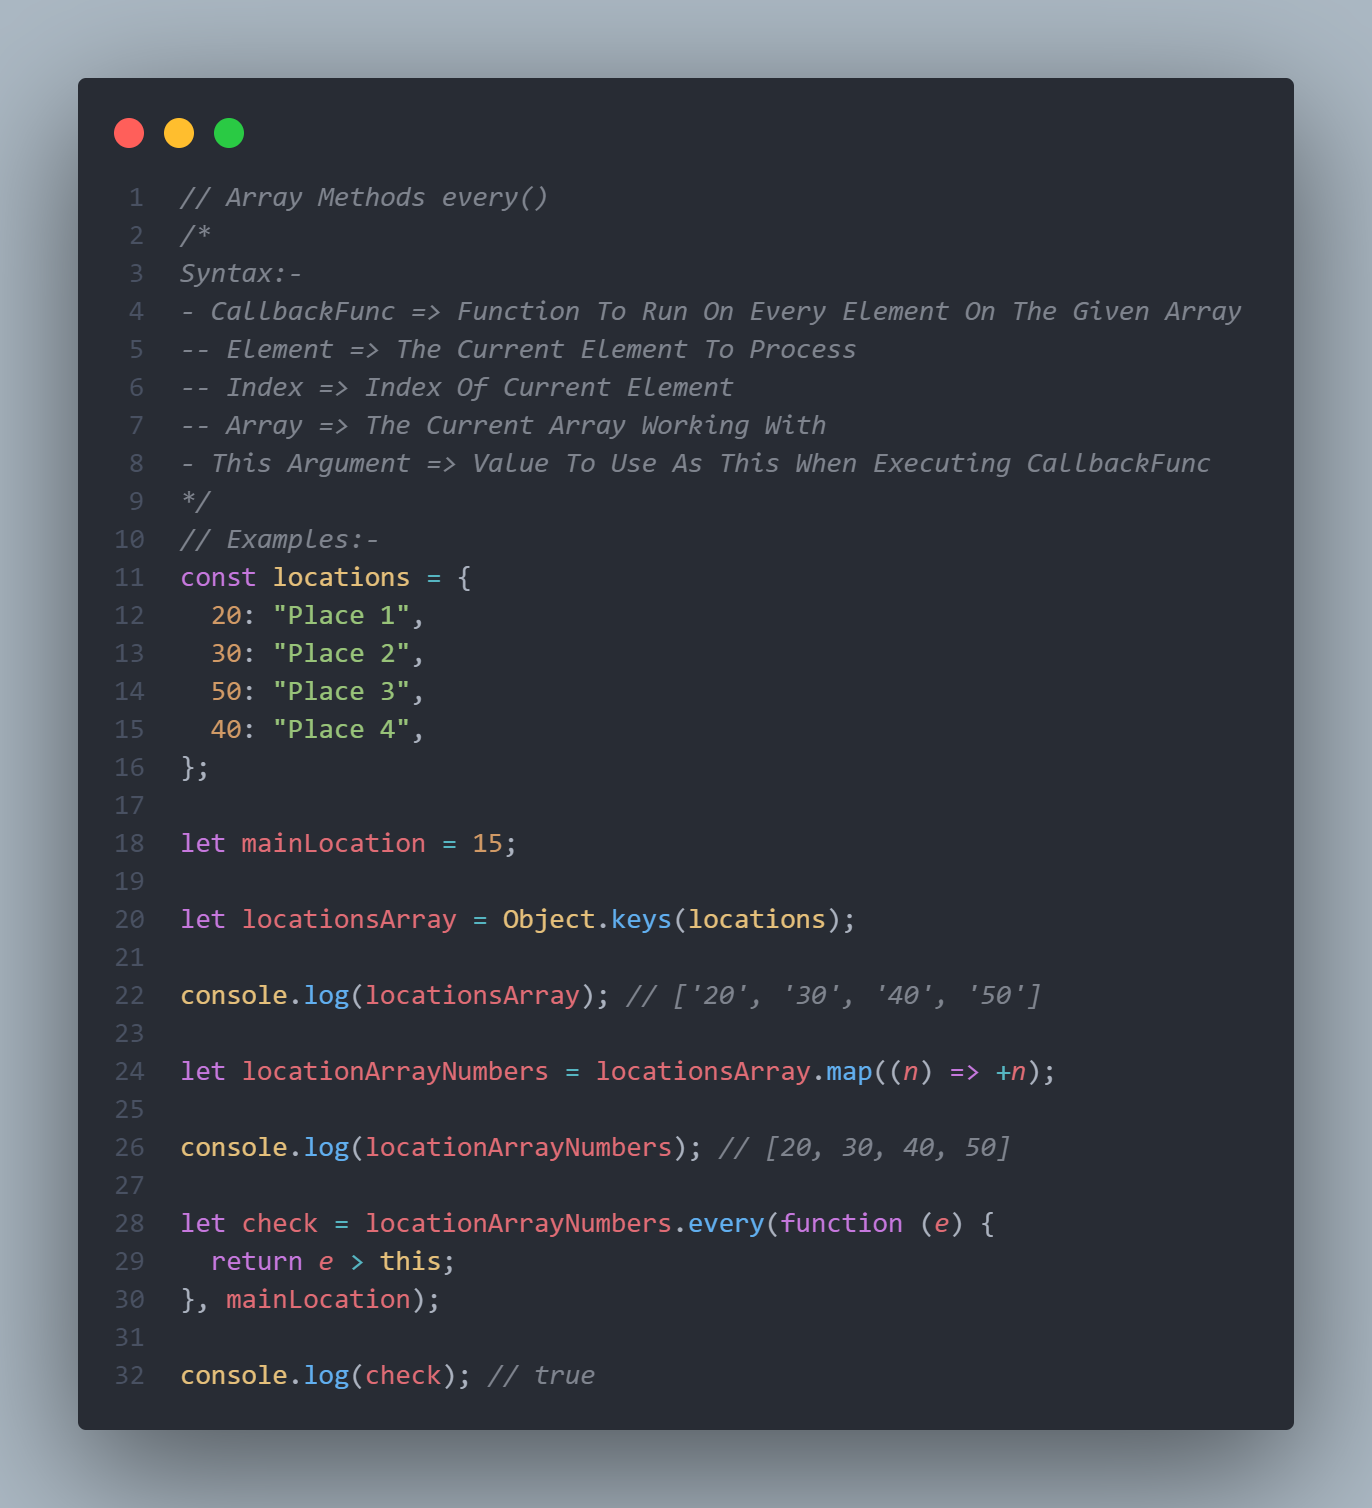 1 // Array Methods every()
2 /*
3 Syntax:-
4 - CallbackFunc => Function To Run On Every Element On The Given Array
5 -- Element => The Current Element To Process
6 -- Index => Index Of Current Element
7 -- Array => The Current Array Working With
8 - This Argument => Value To Use As This When Executing CallbackFunc
9 */
10 // Examples:-
11 const locations = {
12   20: "Place 1",
13   30: "Place 2",
14   50: "Place 3",
15   40: "Place 4",
16 };
17
18 let mainLocation = 15;
19
20 let locationsArray = Object.keys(locations);
21
22 console.log(locationsArray); // ['20', '30', '40', '50']
23
24 let locationArrayNumbers = locationsArray.map((n) => +n);
25
26 console.log(locationArrayNumbers); // [20, 30, 40, 50]
27
28 let check = locationArrayNumbers.every(function (e) {
29   return e > this;
30 }, mainLocation);
31
32 console.log(check); // true